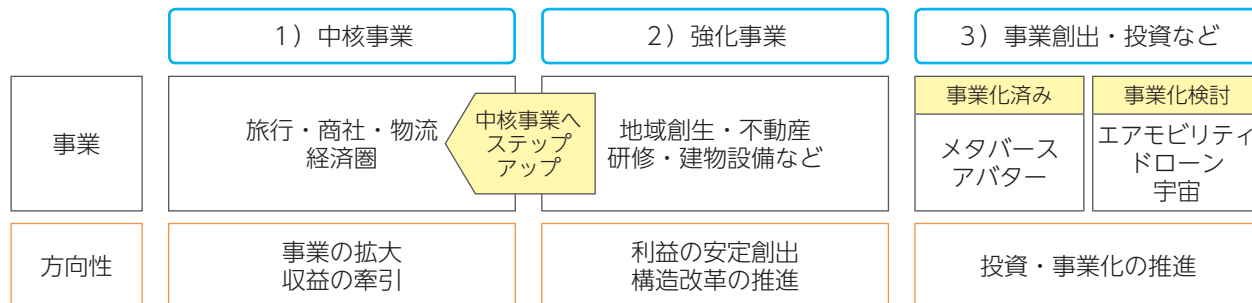 1）中核事業
2）強化事業
3）事業創出・投資など
事業
旅行・商社・物流
経済圏
中核事業へ
ステップ
アップ
地域創生・不動産
研修・建物設備など
事業化済み
メタバース
アバター
事業化検討
エアモビリティ
ドローン
宇宙
方向性
事業の拡大
収益の牽引
利益の安定創出
構造改革の推進
投資・事業化の推進